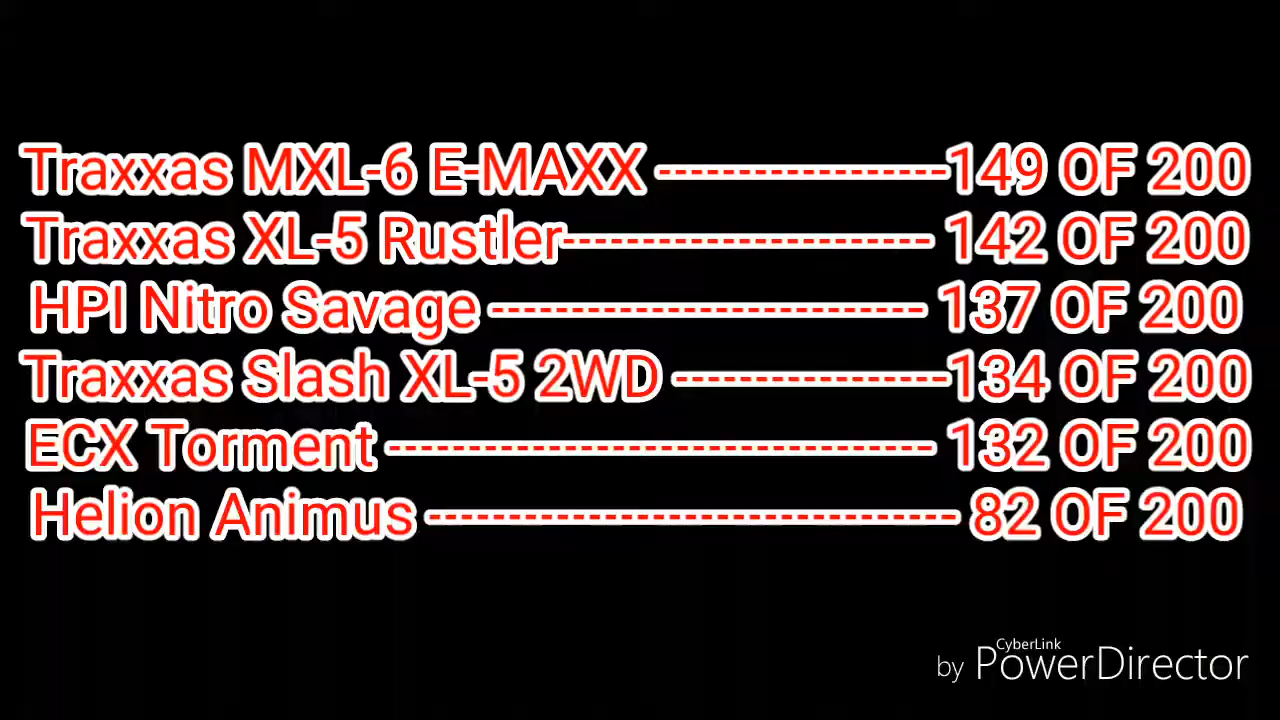 Traxxas MXL-6 E-MAXX ---------------149 OF 200
Traxxas XL-5 Rustler------------------- 142 OF 200
HPI Nitro Savage ---------------------- 137 OF 200
Traxxas Slash XL-5 2WD --------------134 OF 200
ECX Torment ---------------------------- 132 OF 200
Helion Animus --------------------------- 82 OF 200
CyberLink
by PowerDirector